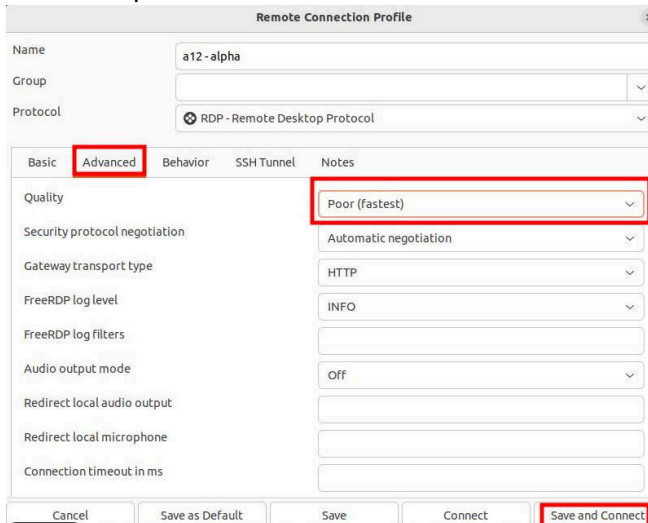 Remote Connection Profile
Name a12 - alpha
Group
Protocol RDP - Remote Desktop Protocol
Basic Advanced Behavior SSH Tunnel Notes
Quality Poor (fastest)
Security protocol negotiation Automatic negotiation
Gateway transport type HTTP
FreeRDP log level INFO
FreeRDP log filters
Audio output mode Off
Redirect local audio output
Redirect local microphone
Connection timeout in ms
Cancel Save as Default Save Connect Save and Connect